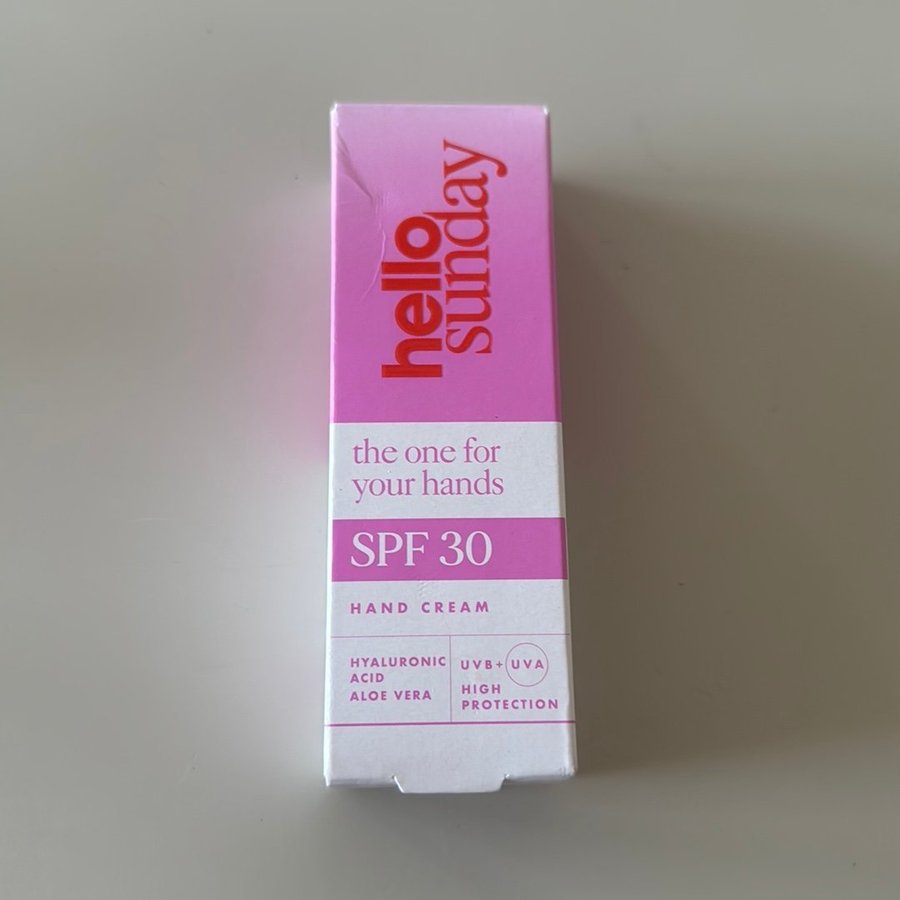 hello
sunday
the one for
your hands
SPF 30
HAND CREAM
HYALURONIC
ACID
ALOE VERA
UVB+ UVA
HIGH
PROTECTION